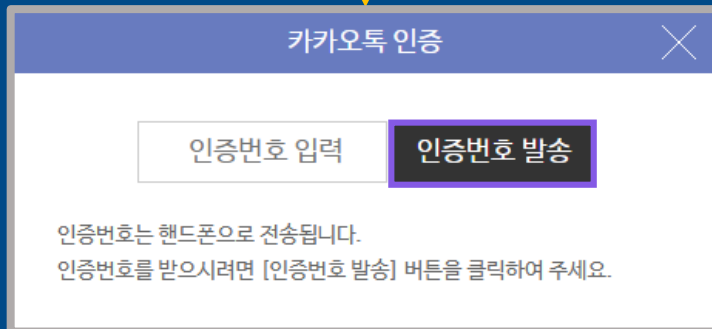 카카오톡 인증
인증번호 입력 인증번호 발송
인증번호는 핸드폰으로 전송됩니다.
인증번호를 받으시려면 [인증번호 발송] 버튼을 클릭하여 주세요.